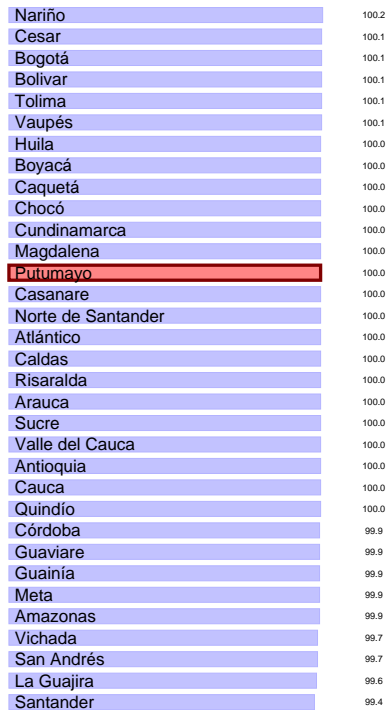 Nariño 100.2
Cesar 100.1
Bogotá 100.1
Bolivar 100.1
Tolima 100.1
Vaupés 100.1
Huila 100.0
Boyacá 100.0
Caquetá 100.0
Chocó 100.0
Cundinamarca 100.0
Magdalena 100.0
Putumayo 100.0
Casanare 100.0
Norte de Santander 100.0
Atlántico 100.0
Caldas 100.0
Risaralda 100.0
Arauca 100.0
Sucre 100.0
Valle del Cauca 100.0
Antioquia 100.0
Cauca 100.0
Quindío 100.0
Córdoba 99.9
Guaviare 99.9
Guainía 99.9
Meta 99.9
Amazonas 99.9
Vichada 99.7
San Andrés 99.7
La Guajira 99.6
Santander 99.4